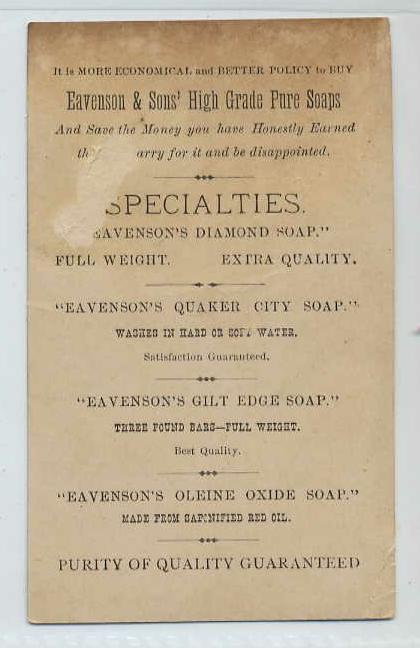 It is MORE ECONOMICAL and BETTER POLICY to BUY
Eavenson & Sons' High Grade Pure Soaps
And Save the Money you have Honestly Earned
th arry for it and be disappointed.
SPECIALTIES.
EAVENSON'S DIAMOND SOAP."
FULL WEIGHT. EXTRA QUALITY.
"EAVENSON'S QUAKER CITY SOAP."
WASHES IN HARD OR SOFT WATER.
Satisfaction Guaranteed.
"EAVENSON'S GILT EDGE SOAP."
THREE POUND BARS—FULL WEIGHT.
Best Quality.
"EAVENSON'S OLEINE OXIDE SOAP."
MADE FROM SAPONIFIED RED OIL.
PURITY OF QUALITY GUARANTEED